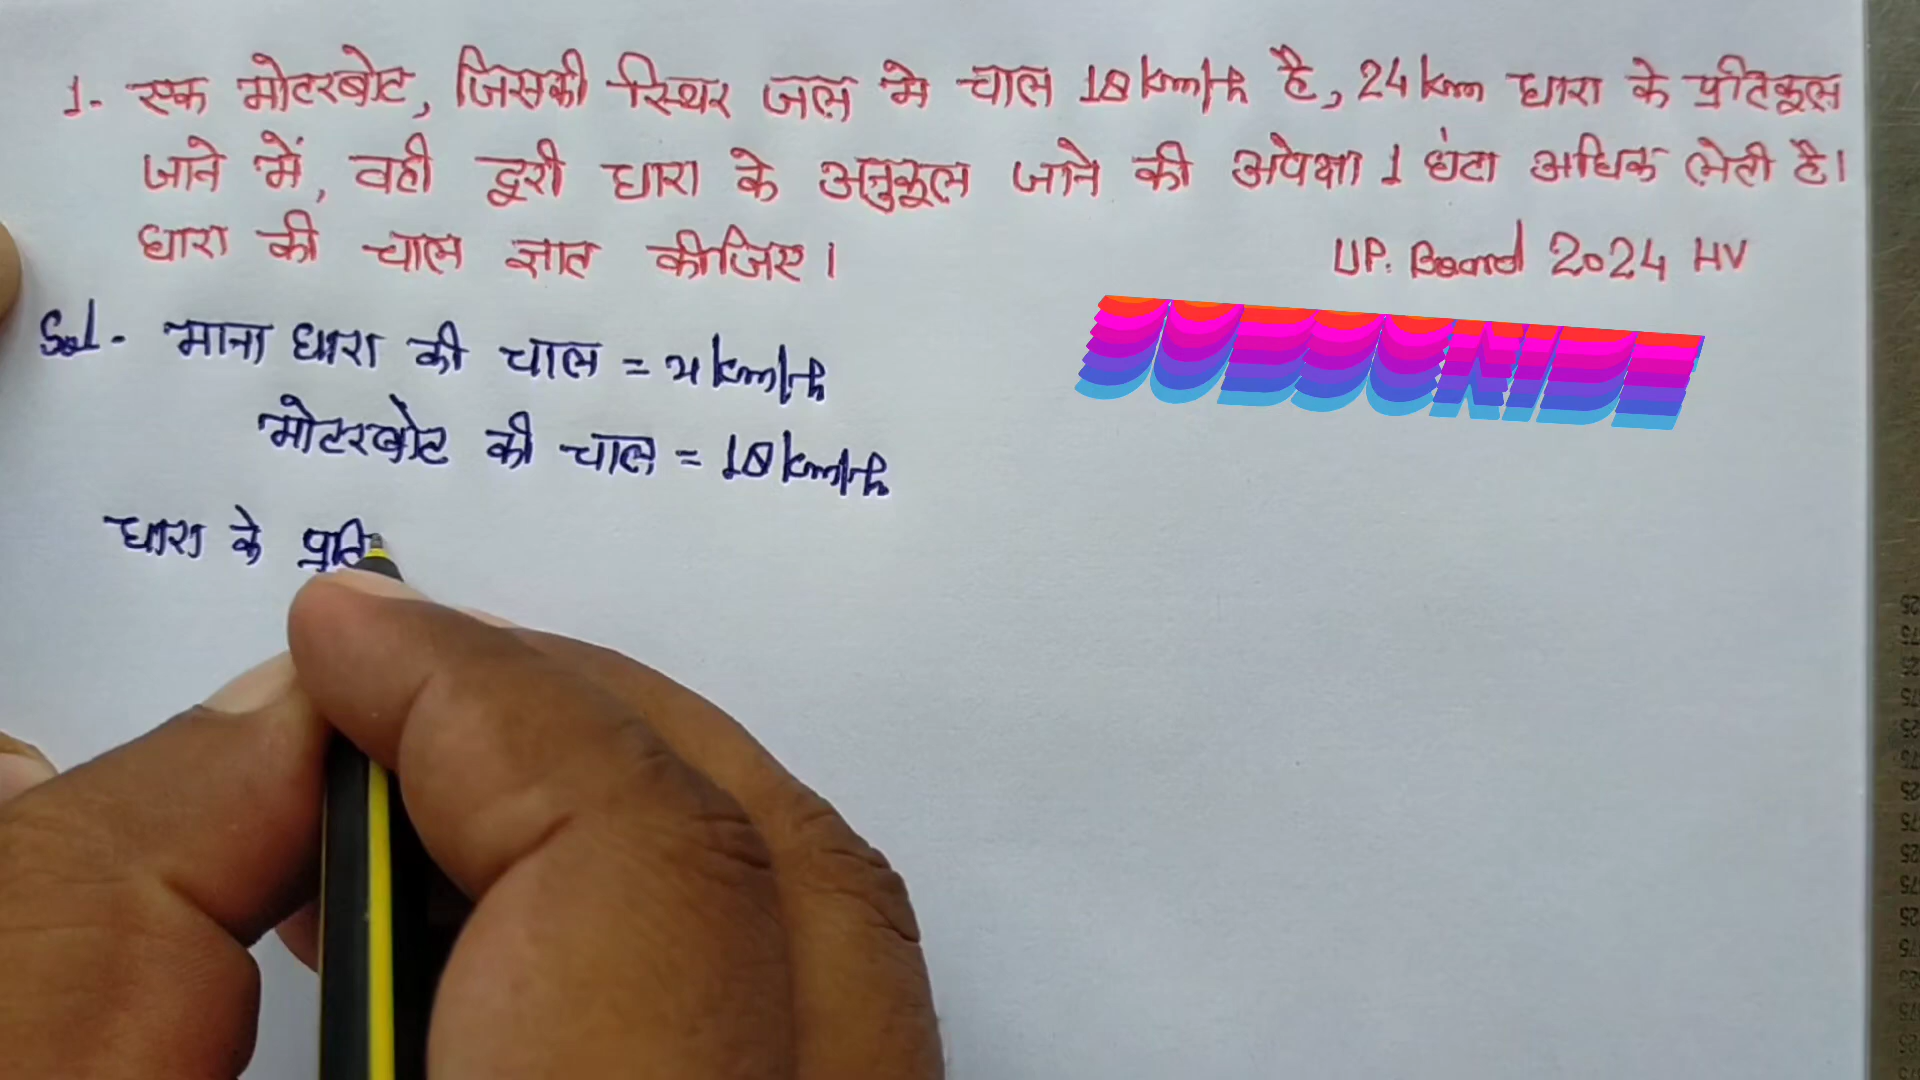 1. एक मोटरबोट, जिसकी स्थिर जल मे चाल 18 km/h है, 24 km धारा के प्रतिकूल
जाने में, वही दूरी धारा के अनुकूल जाने की अपेक्षा 1 घंटा अधिक लेती है।
धारा की चाल ज्ञात कीजिए।
UP. Board 2024 HV
Sol- माना धारा की चाल = x km/h
मोटरबोट की चाल = 18 km/h
धारा के प्रति